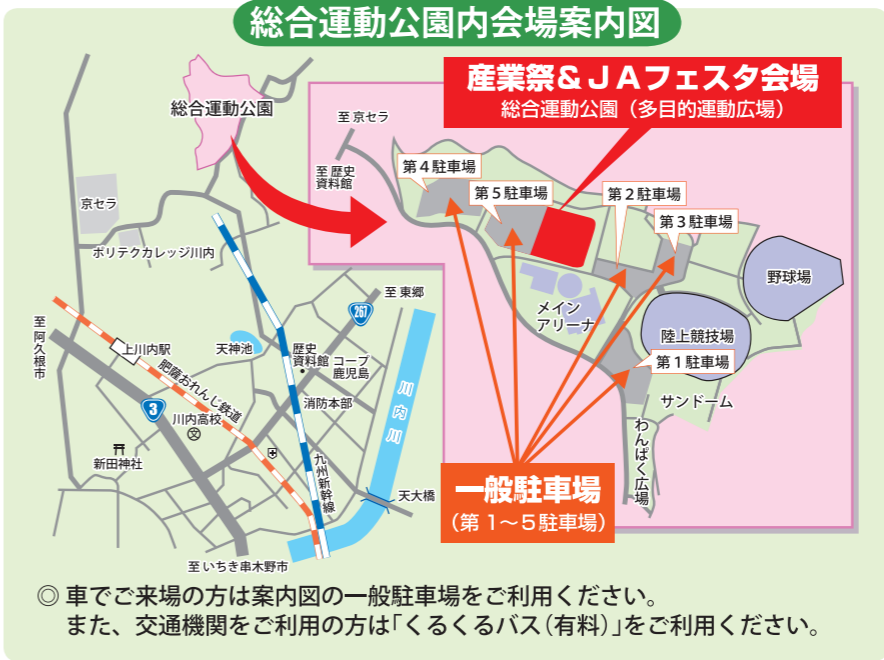 総合運動公園内会場案内図
産業祭&JAフェスタ会場
総合運動公園(多目的運動広場)
総合運動公園
至 京セラ
至 歴史
資料館
第4駐車場
第5駐車場
第2駐車場
第3駐車場
京セラ
ポリテクカレッジ川内
野球場
メイン
アリーナ
陸上競技場
第1駐車場
サンドーム
わんぱく広場
至 東郷
267
至 阿久根市
上川内駅
天神池
歴史
資料館
コープ
鹿児島
肥薩おれんじ鉄道
消防本部
川内川
3
川内高校
文
新田神社
九州新幹線
天大橋
至 いちき串木野市
一般駐車場
(第1~5駐車場)
◎ 車でご来場の方は案内図の一般駐車場をご利用ください。
また、交通機関をご利用の方は「くるくるバス(有料)」をご利用ください。